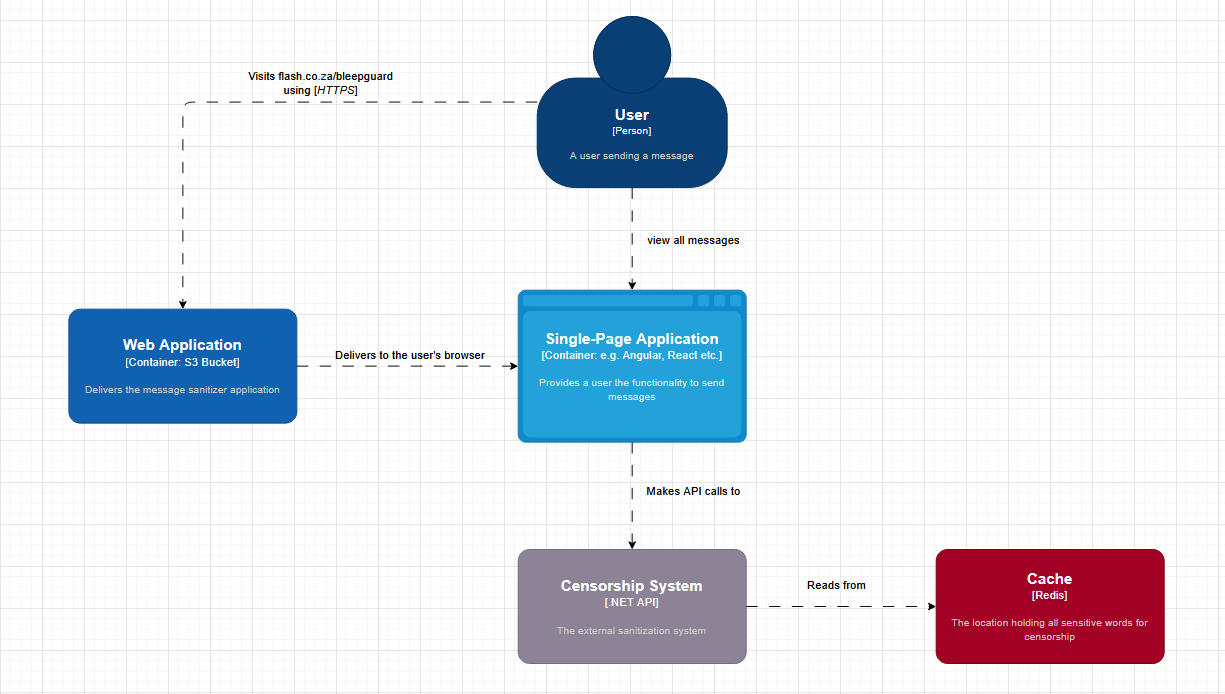 Visits flash.co.za/bleepguard
using [HTTPS]
User
[Person]
A user sending a message
view all messages
Web Application
[Container: S3 Bucket]
Delivers the message sanitizer application
Delivers to the user's browser
Single-Page Application
[Container: e.g. Angular, React etc.]
Provides a user the functionality to send
messages
Makes API calls to
Censorship System
[.NET API]
The external sanitization system
Reads from
Cache
[Redis]
The location holding all sensitive words for
censorship